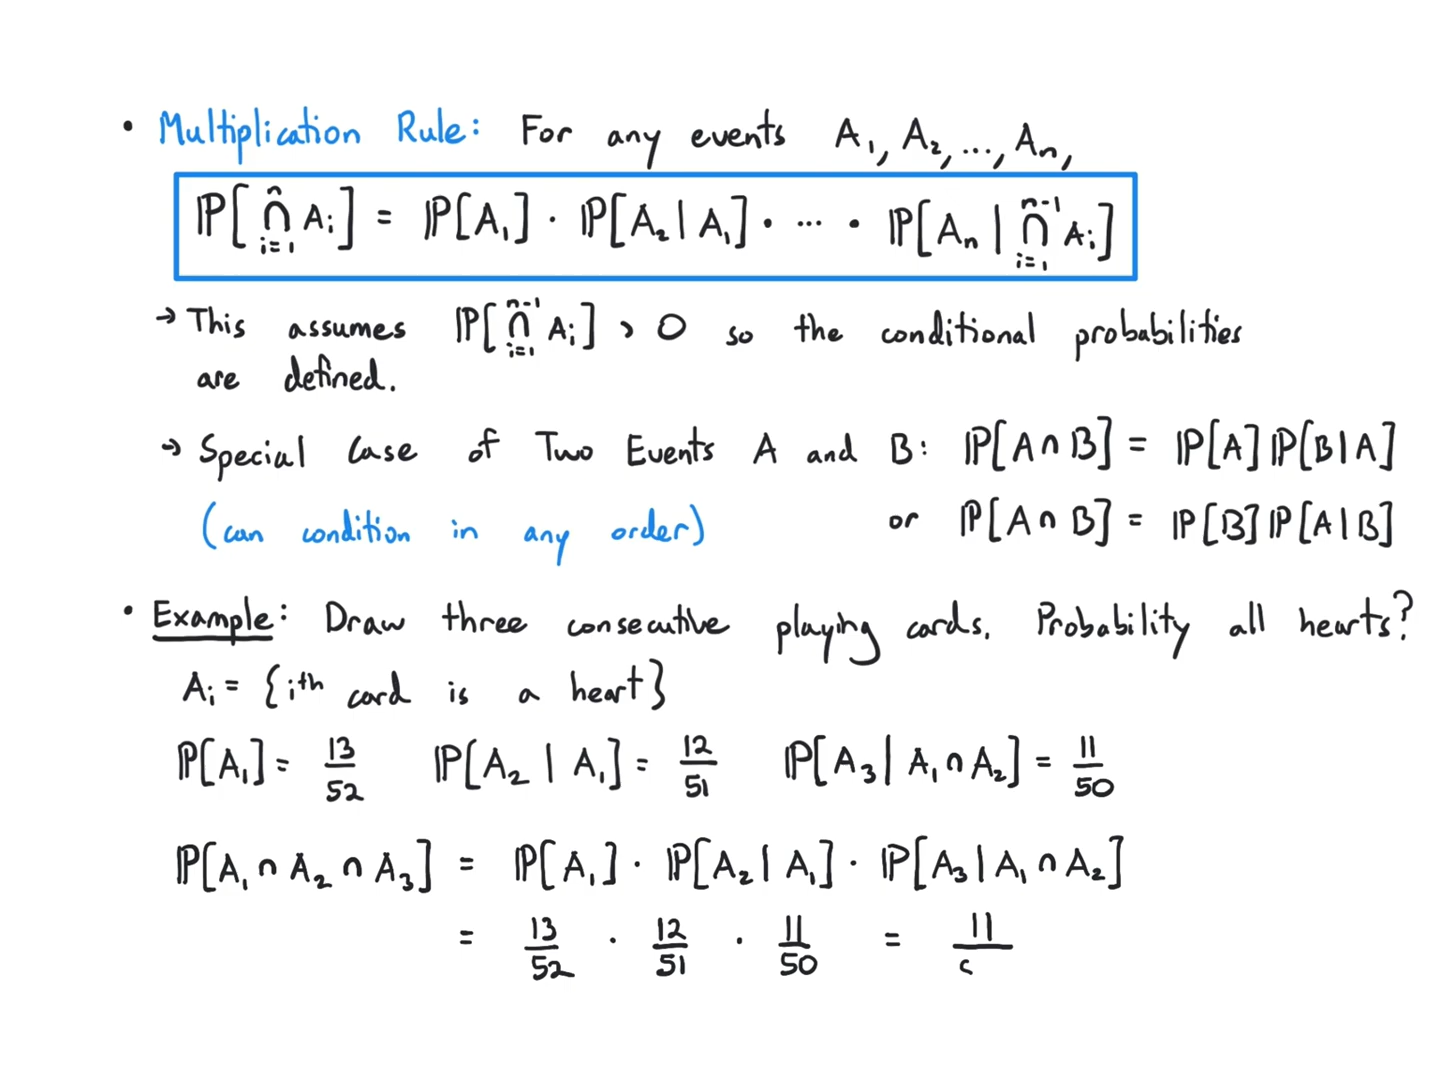 • Multiplication Rule: For any events A₁, A₂, ..., Aₙ,
ℙ[⋂ᵢ₌₁ⁿ Aᵢ] = ℙ[A₁] · ℙ[A₂ | A₁] · ... · ℙ[Aₙ | ⋂ᵢ₌₁ⁿ⁻¹ Aᵢ]
→ This assumes ℙ[⋂ᵢ₌₁ⁿ⁻¹ Aᵢ] > 0 so the conditional probabilities
are defined.
→ Special Case of Two Events A and B: ℙ[A ∩ B] = ℙ[A] ℙ[B | A]
(can condition in any order) or ℙ[A ∩ B] = ℙ[B] ℙ[A | B]
• Example: Draw three consecutive playing cards. Probability all hearts?
Aᵢ = {iᵗʰ card is a heart}
ℙ[A₁] = 13/52 ℙ[A₂ | A₁] = 12/51 ℙ[A₃ | A₁ ∩ A₂] = 11/50
ℙ[A₁ ∩ A₂ ∩ A₃] = ℙ[A₁] · ℙ[A₂ | A₁] · ℙ[A₃ | A₁ ∩ A₂]
= 13/52 · 12/51 · 11/50 = 11/